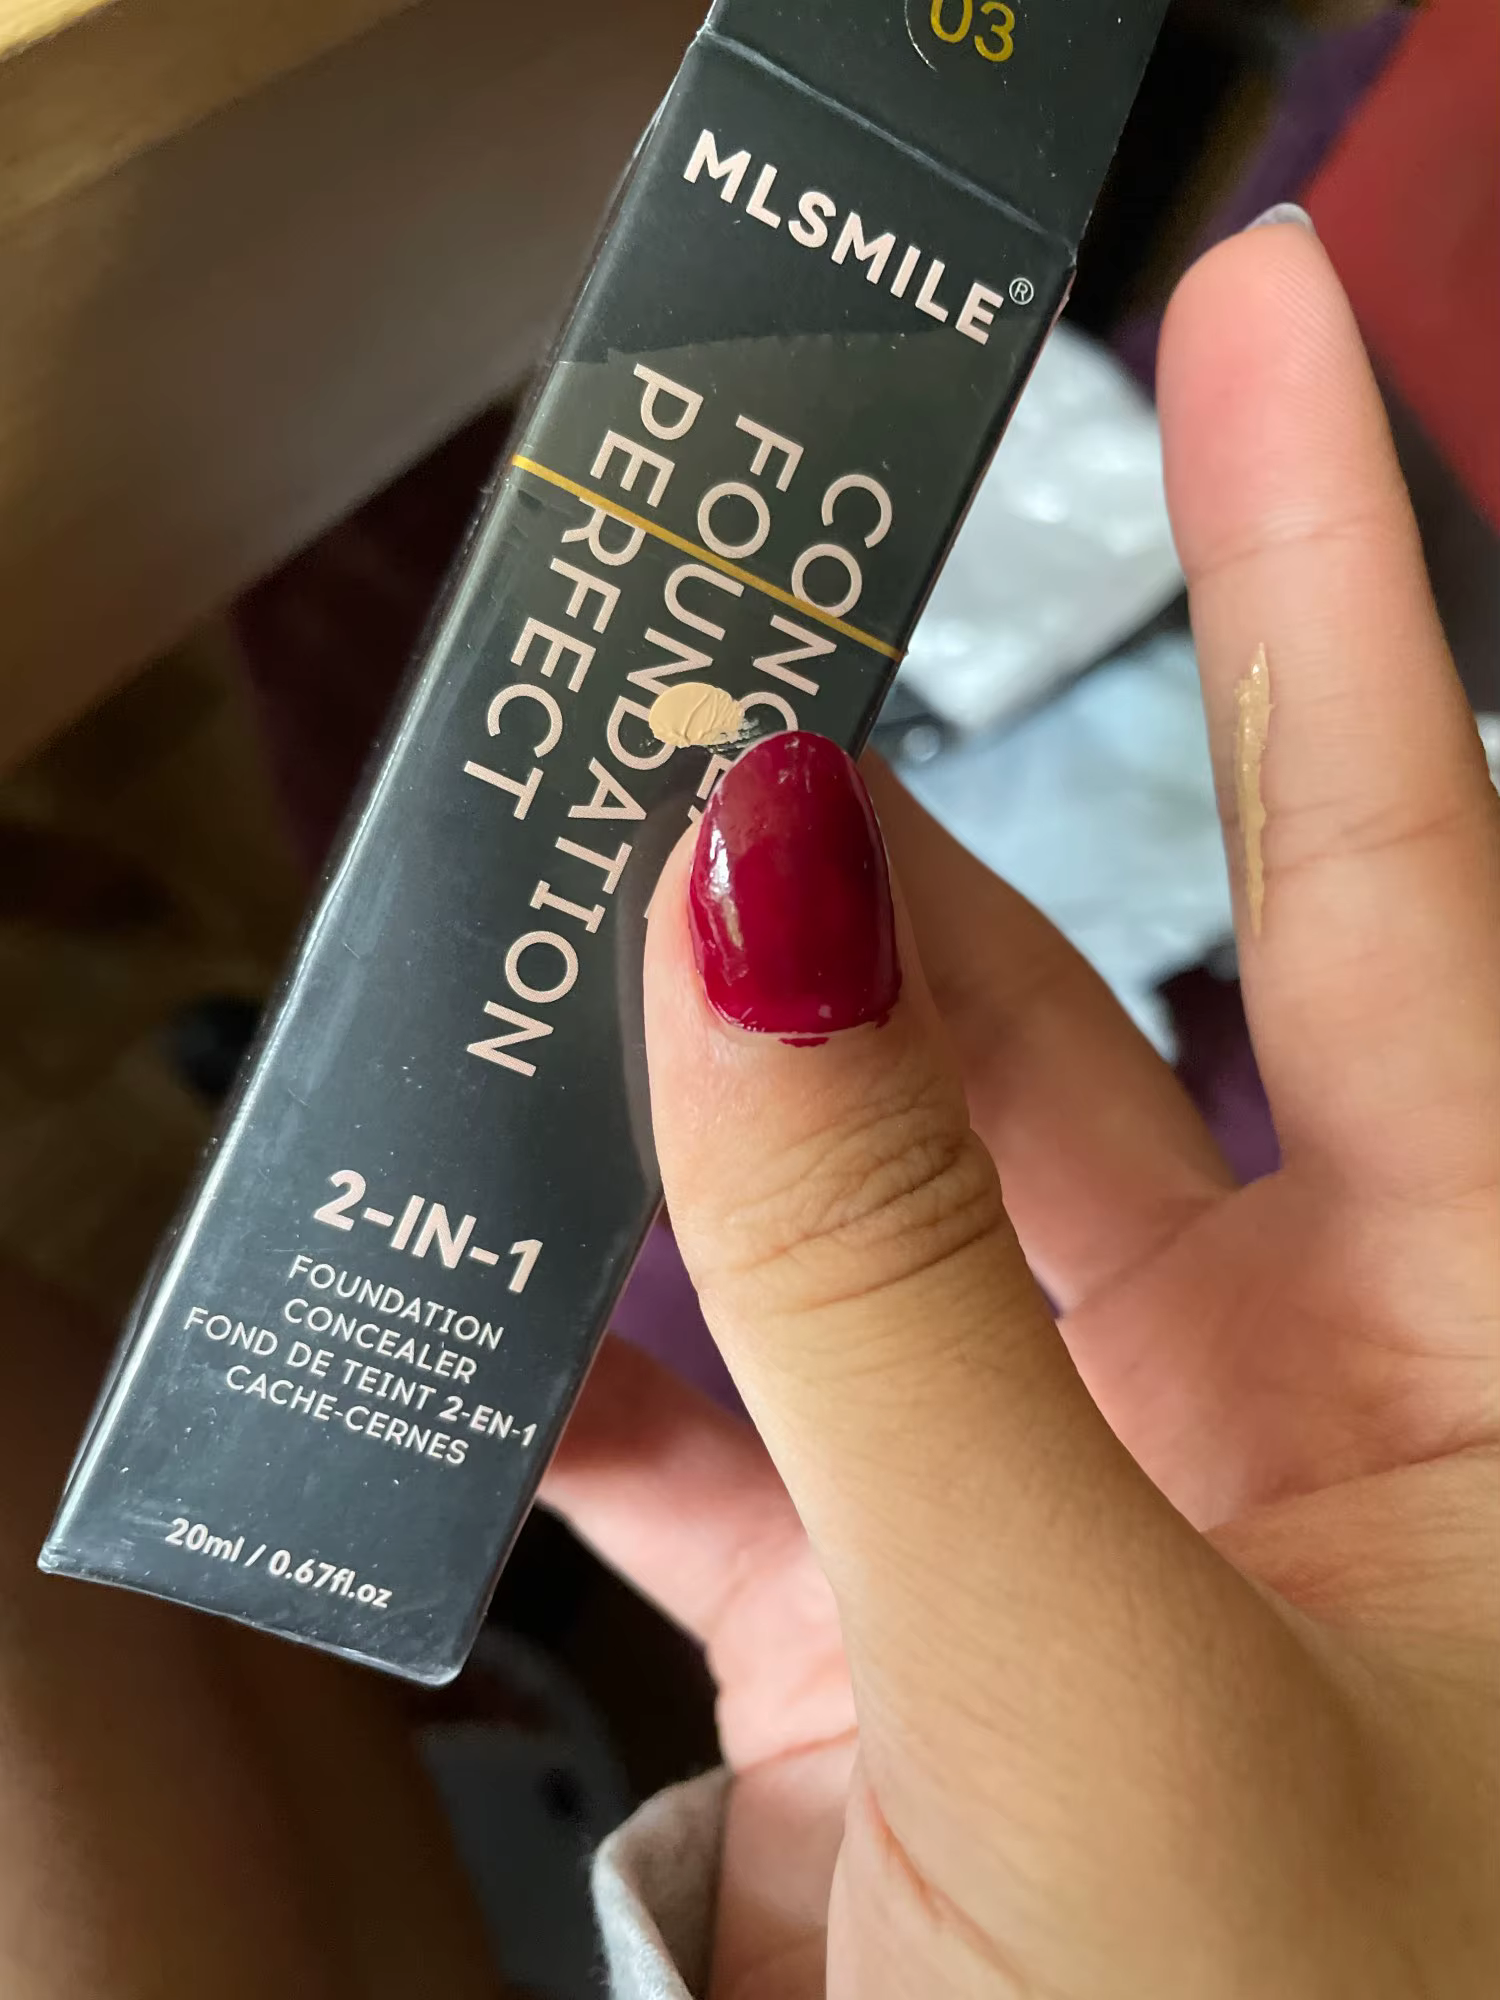 03
MLSMILE®
PERFECT
FOUNDATION
2-IN-1
FOUNDATION
CONCEALER
FOND DE TEINT 2-EN-1
CACHE-CERNES
20ml / 0.67fl.oz